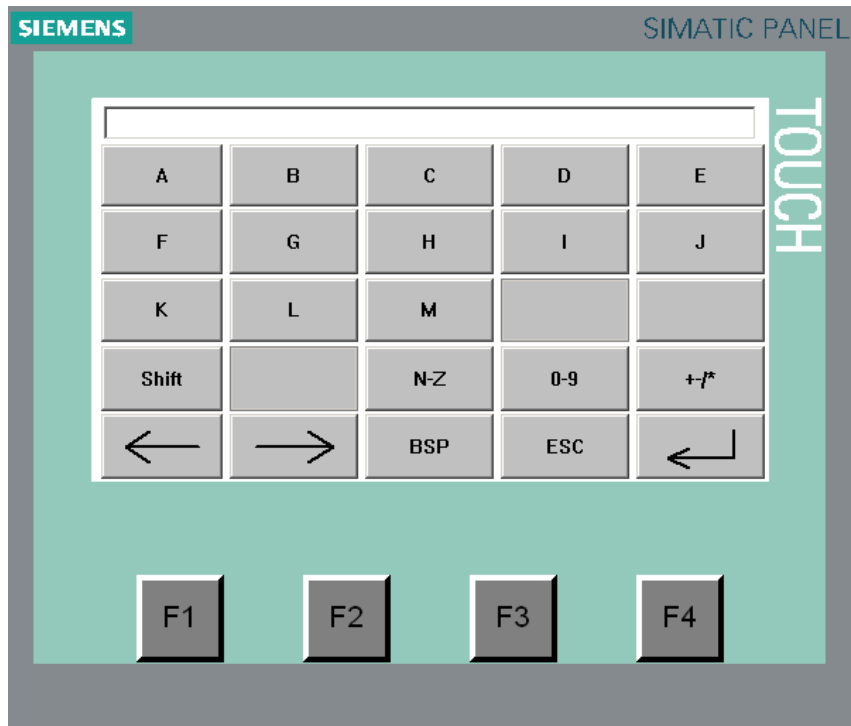 SIEMENS
SIMATIC PANEL
TOUCH
A B C D E
F G H I J
K L M
Shift N-Z 0-9 +-/*
BSP ESC
F1 F2 F3 F4